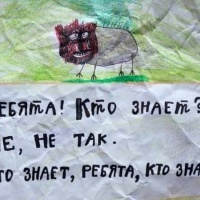 ЕБЯТА! КТО ЗНАЕТ?
Е, НЕ ТАК.
ТО ЗНАЕТ, РЕБЯТА, КТО ЗНА